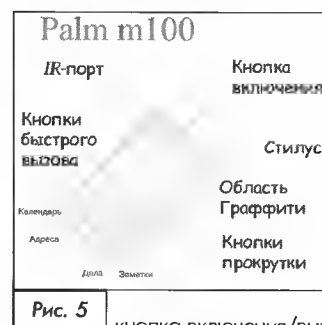 Palm m100
IR-порт
Кнопка
включения
Кнопки
быстрого
вызова
Стилус
Область
Граффити
Календарь
Адреса
Кнопки
прокрутки
Дела
Заметки
Рис. 5
кнопка включения/вы